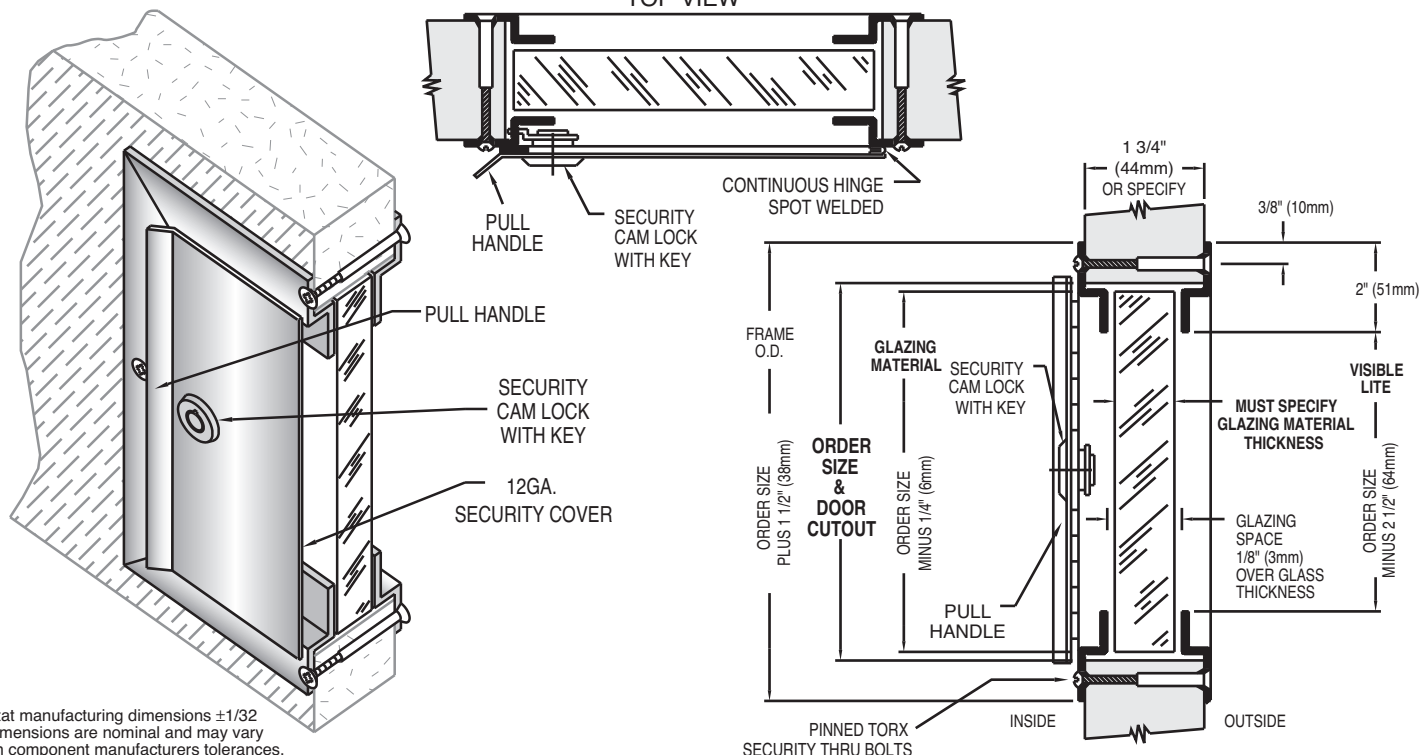 TOP VIEW
PULL
HANDLE
SECURITY
CAM LOCK
WITH KEY
CONTINUOUS HINGE
SPOT WELDED
PULL HANDLE
SECURITY
CAM LOCK
WITH KEY
12GA.
SECURITY COVER
1 3/4"
(44mm)
OR SPECIFY
3/8" (10mm)
2" (51mm)
FRAME
O.D.
ORDER SIZE
PLUS 1 1/2" (38mm)
ORDER
SIZE
&
DOOR
CUTOUT
GLAZING
MATERIAL
ORDER SIZE
MINUS 1/4" (6mm)
SECURITY
CAM LOCK
WITH KEY
PULL
HANDLE
MUST SPECIFY
GLAZING MATERIAL
THICKNESS
GLAZING
SPACE
1/8" (3mm)
OVER GLASS
THICKNESS
VISIBLE
LITE
ORDER SIZE
MINUS 2 1/2" (64mm)
PINNED TORX
SECURITY THRU BOLTS
INSIDE
OUTSIDE
manufacturing dimensions ±1/32
dimensions are nominal and may vary
component manufacturers tolerances.